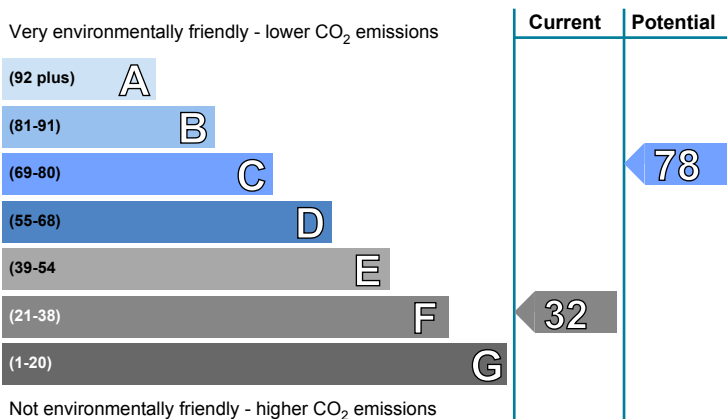 Current Potential
Very environmentally friendly - lower CO2 emissions
(92 plus) A
(81-91) B
(69-80) C
78
(55-68) D
(39-54 E
(21-38) F
32
(1-20) G
Not environmentally friendly - higher CO2 emissions